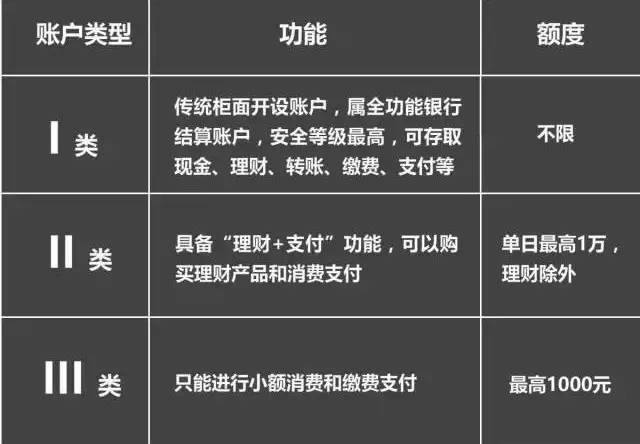 账户类型 功能 额度
I 类
传统柜面开设账户，属全功能银行
结算账户，安全等级最高，可存取
现金、理财、转账、缴费、支付等
不限
II 类
具备“理财+支付”功能，可以购
买理财产品和消费支付
单日最高1万，
理财除外
III 类
只能进行小额消费和缴费支付
最高1000元